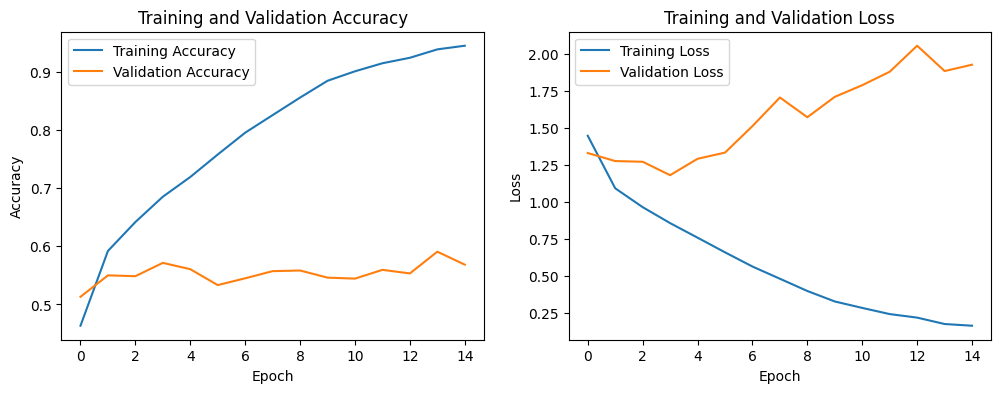 Training and Validation Accuracy
Training Accuracy
Validation Accuracy
0.9
0.8
0.7
0.6
0.5
Accuracy
0 2 4 6 8 10 12 14
Epoch
Training and Validation Loss
Training Loss
Validation Loss
2.00
1.75
1.50
1.25
1.00
0.75
0.50
0.25
Loss
0 2 4 6 8 10 12 14
Epoch